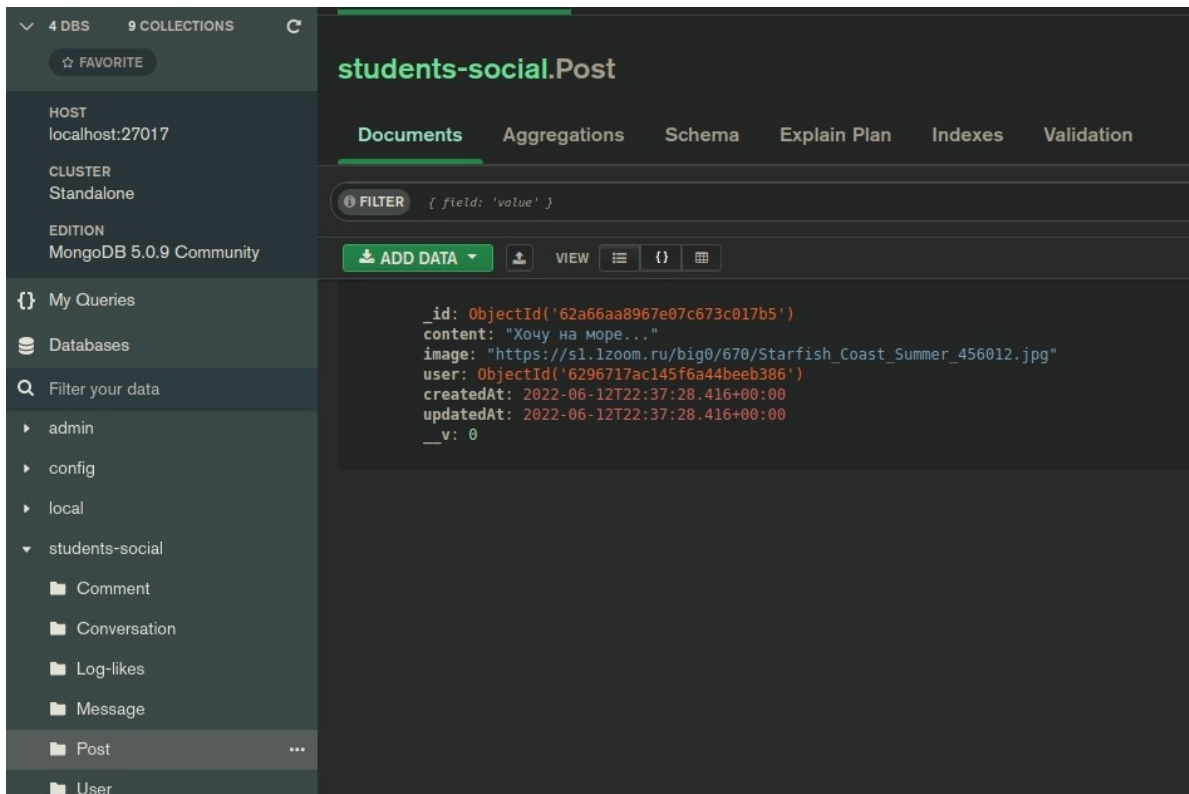 4 DBS 9 COLLECTIONS
FAVORITE
HOST
localhost:27017
CLUSTER
Standalone
EDITION
MongoDB 5.0.9 Community
{} My Queries
Databases
Filter your data
admin
config
local
students-social
Comment
Conversation
Log-likes
Message
Post
User
students-social.Post
Documents Aggregations Schema Explain Plan Indexes Validation
FILTER { field: 'value' }
ADD DATA VIEW {}
_id: ObjectId('62a66aa8967e07c673c017b5')
content: "Хочу на море..."
image: "https://s1.1zoom.ru/big0/670/Starfish_Coast_Summer_456012.jpg"
user: ObjectId('6296717ac145f6a44beeb386')
createdAt: 2022-06-12T22:37:28.416+00:00
updatedAt: 2022-06-12T22:37:28.416+00:00
__v: 0